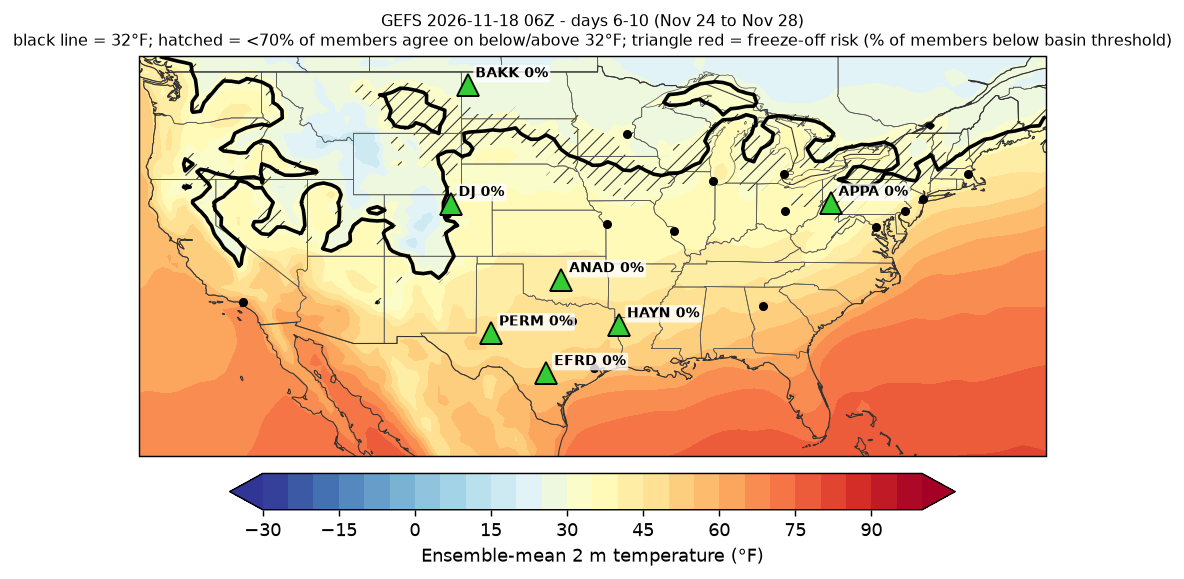 GEFS 2026-11-18 06Z - days 6-10 (Nov 24 to Nov 28)
black line = 32°F; hatched = <70% of members agree on below/above 32°F; triangle red = freeze-off risk (% of members below basin threshold)
BAKK 0%
DJ 0%
APPA 0%
ANAD 0%
HAYN 0%
PERM 0%
EFRD 0%
−30 −15 0 15 30 45 60 75 90
Ensemble-mean 2 m temperature (°F)